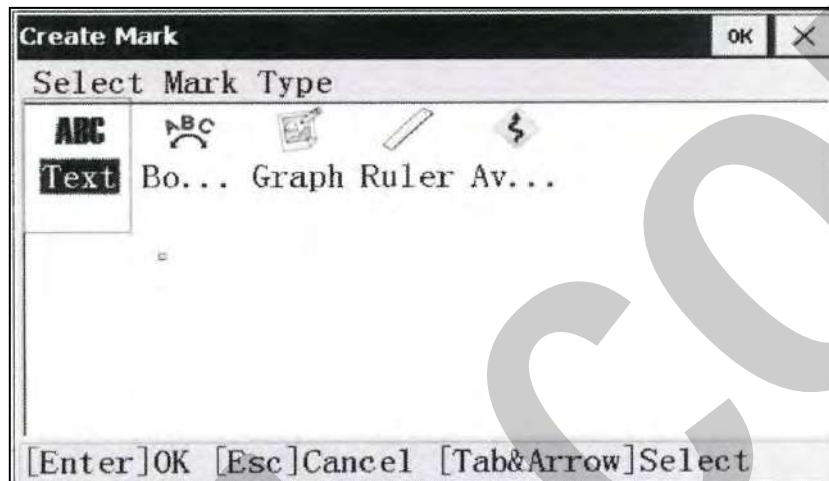 Create Mark OK ×
Select Mark Type
ABC ABC
Text Bo... Graph Ruler Av...
[Enter]OK [Esc]Cancel [Tab&Arrow]Select